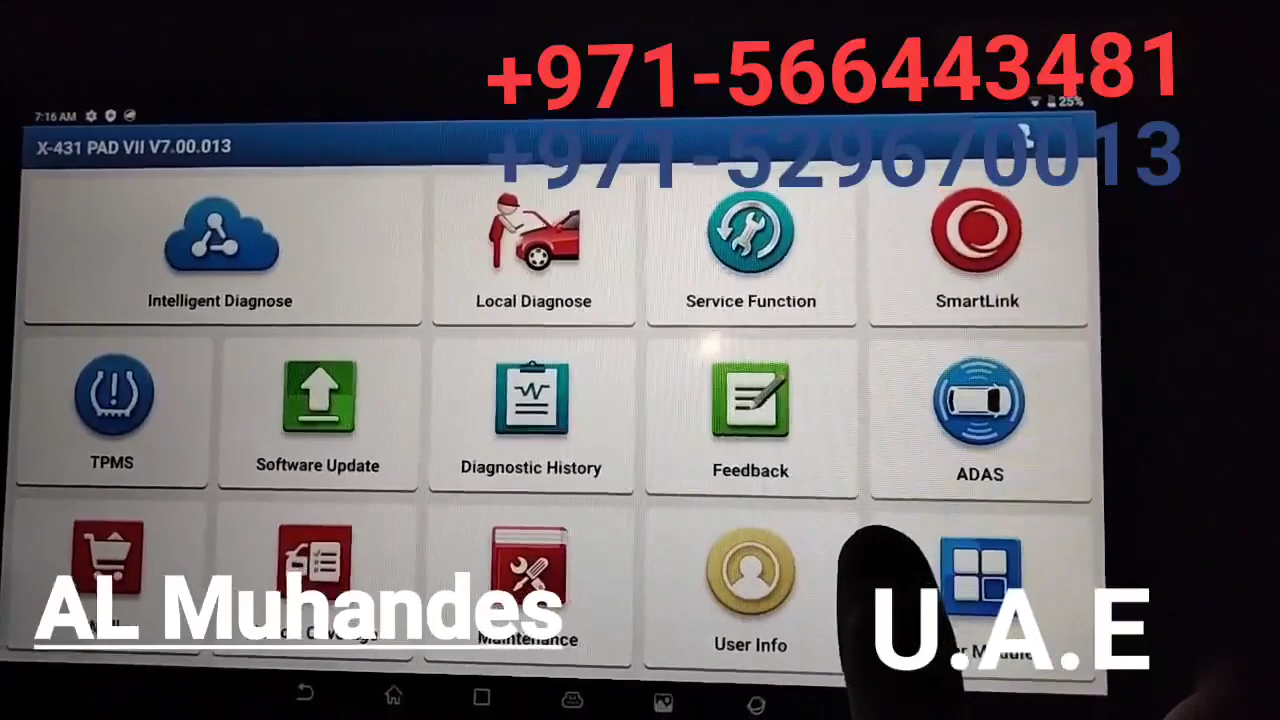 +971-566443481
7:16 AM 25%
X-431 PAD VII V7.00.013
+971-529670013
Intelligent Diagnose
Local Diagnose
Service Function
SmartLink
TPMS
Software Update
Diagnostic History
Feedback
ADAS
AL Muhandes
U.A.E
Maintenance
User Info